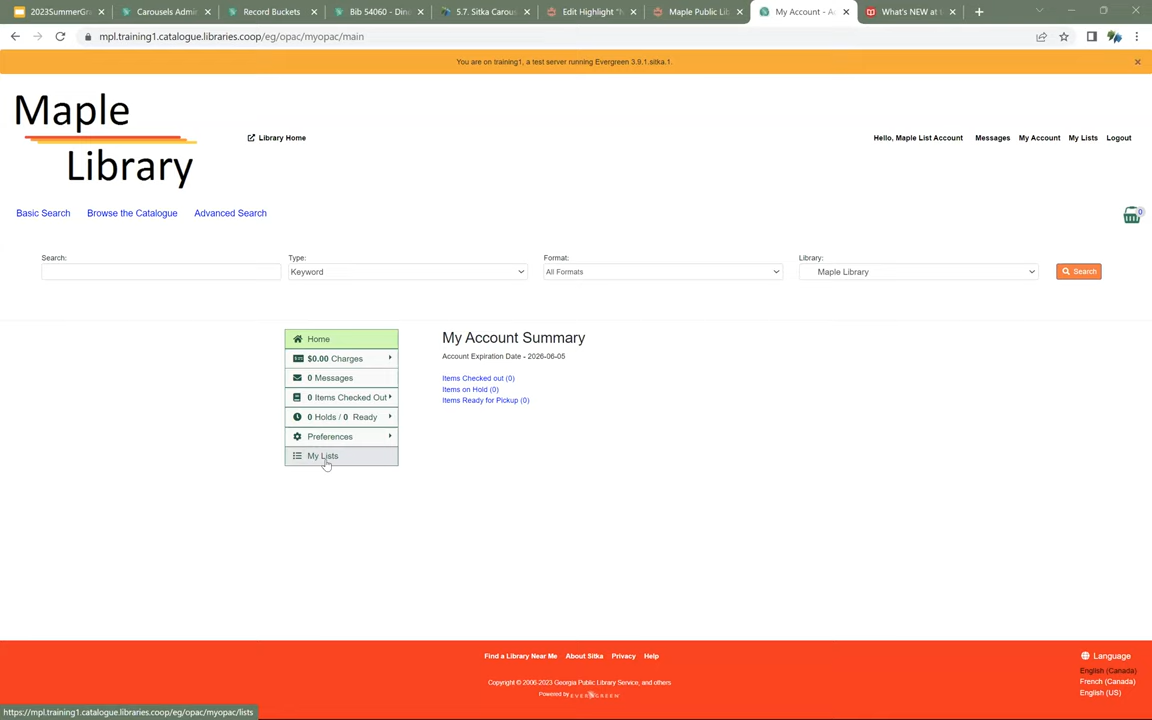 2023SummerGr
Carousels Admi
Record Buckets
Bib 54060 - Din
5.7. Sitka Carou
Edit Highlight "
Maple Public Li
My Account - A
What's NEW at
mpl.training1.catalogue.libraries.coop/eg/opac/myopac/main
You are on training1, a test server running Evergreen 3.9.1.sitka.1.
Maple
Library
Library Home
Hello, Maple List Account
Messages
My Account
My Lists
Logout
Basic Search
Browse the Catalogue
Advanced Search
0
Search:
Type:
Format:
Library:
Keyword
All Formats
Maple Library
Search
Home
$0.00 Charges
0 Messages
0 Items Checked Out
0 Holds / 0 Ready
Preferences
My Lists
My Account Summary
Account Expiration Date - 2026-06-05
Items Checked out (0)
Items on Hold (0)
Items Ready for Pickup (0)
Find a Library Near Me
About Sitka
Privacy
Help
Copyright © 2006-2023 Georgia Public Library Service, and others
Powered by EVERGREEN
Language
English (Canada)
French (Canada)
English (US)
https://mpl.training1.catalogue.libraries.coop/eg/opac/myopac/lists